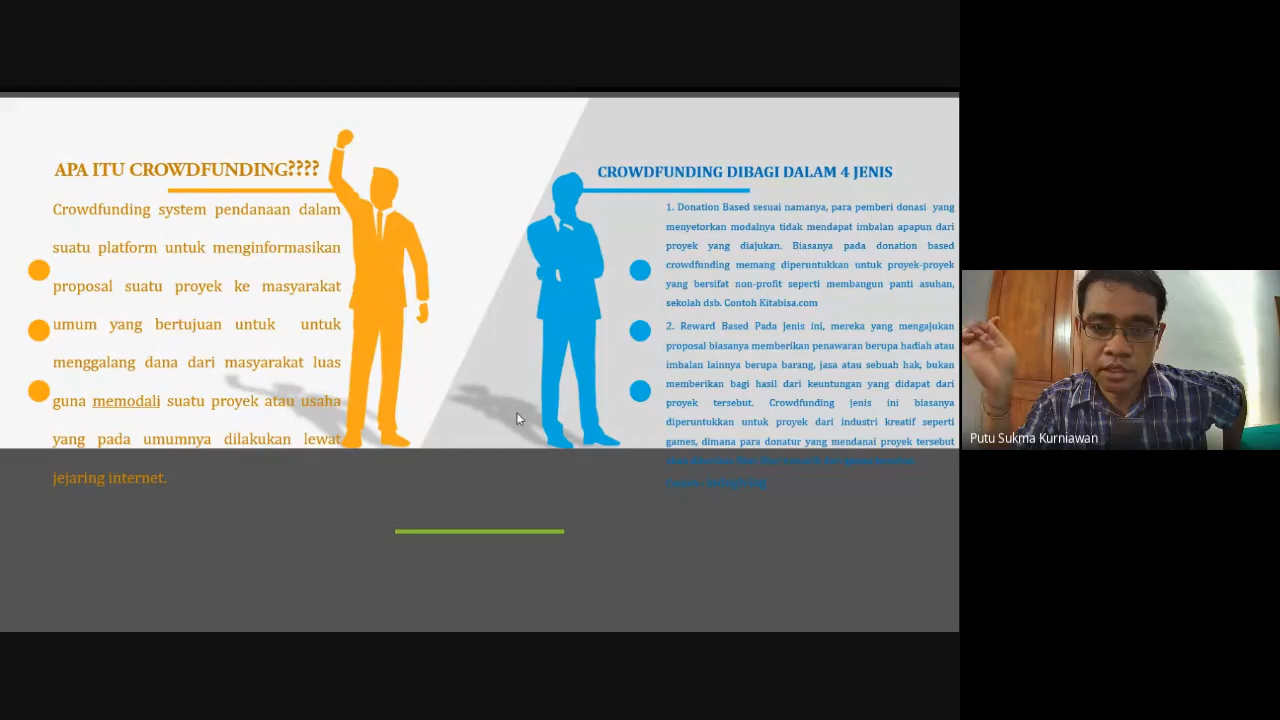 APA ITU CROWDFUNDING????
Crowdfunding system pendanaan dalam
suatu platform untuk menginformasikan
proposal suatu proyek ke masyarakat
umum yang bertujuan untuk untuk
menggalang dana dari masyarakat luas
guna memodali suatu proyek atau usaha
yang pada umumnya dilakukan lewat
jejaring internet.
CROWDFUNDING DIBAGI DALAM 4 JENIS
1. Donation Based sesuai namanya, para pemberi donasi yang
menyetorkan modalnya tidak mendapat imbalan apapun dari
proyek yang diajukan. Biasanya pada donation based
crowdfunding memang diperuntukkan untuk proyek-proyek
yang bersifat non-profit seperti membangun panti asuhan,
sekolah dsb. Contoh Kitabisa.com
2. Reward Based Pada jenis ini, mereka yang mengajukan
proposal biasanya memberikan penawaran berupa hadiah atau
imbalan lainnya berupa barang, jasa atau sebuah hak, bukan
memberikan bagi hasil dari keuntungan yang didapat dari
proyek tersebut. Crowdfunding jenis ini biasanya
diperuntukkan untuk proyek dari industri kreatif seperti
games, dimana para donatur yang mendanai proyek tersebut
Putu Sukma Kurniawan